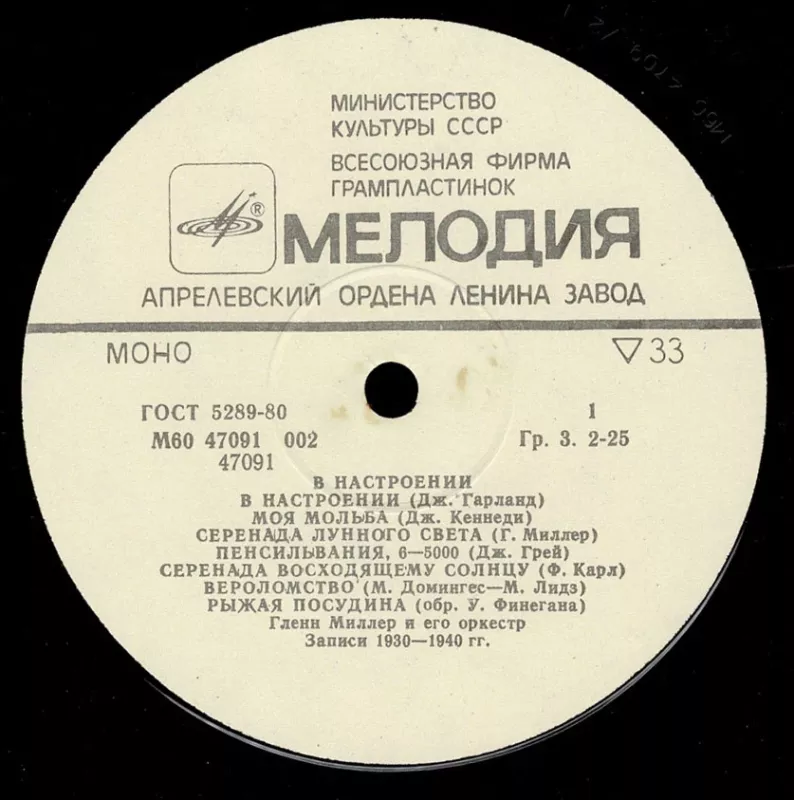 МИНИСТЕРСТВО
КУЛЬТУРЫ СССР
ВСЕСОЮЗНАЯ ФИРМА
ГРАМПЛАСТИНОК
®
МЕЛОДИЯ
АПРЕЛЕВСКИЙ ОРДЕНА ЛЕНИНА ЗАВОД
МОНО ▽33
ГОСТ 5289-80 1
М60 47091 002 Гр. 3. 2-25
47091
В НАСТРОЕНИИ
В НАСТРОЕНИИ (Дж. Гарланд)
МОЯ МОЛЬБА (Дж. Кеннеди)
СЕРЕНАДА ЛУННОГО СВЕТА (Г. Миллер)
ПЕНСИЛЬВАНИЯ, 6—5000 (Дж. Грей)
СЕРЕНАДА ВОСХОДЯЩЕМУ СОЛНЦУ (Ф. Карл)
ВЕРОЛОМСТВО (М. Домингес—М. Лидз)
РЫЖАЯ ПОСУДИНА (обр. У. Финегана)
Гленн Миллер и его оркестр
Записи 1930—1940 гг.